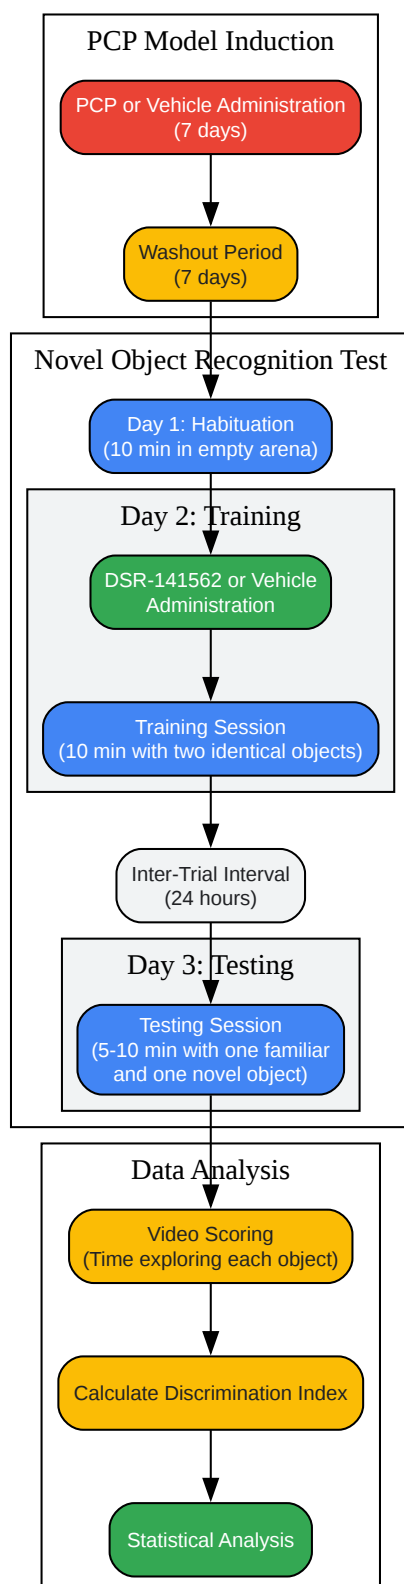 PCP Model Induction
PCP or Vehicle Administration
(7 days)
Washout Period
(7 days)
Novel Object Recognition Test
Day 1: Habituation
(10 min in empty arena)
Day 2: Training
DSR-141562 or Vehicle
Administration
Training Session
(10 min with two identical objects)
Inter-Trial Interval
(24 hours)
Day 3: Testing
Testing Session
(5-10 min with one familiar
and one novel object)
Data Analysis
Video Scoring
(Time exploring each object)
Calculate Discrimination Index
Statistical Analysis